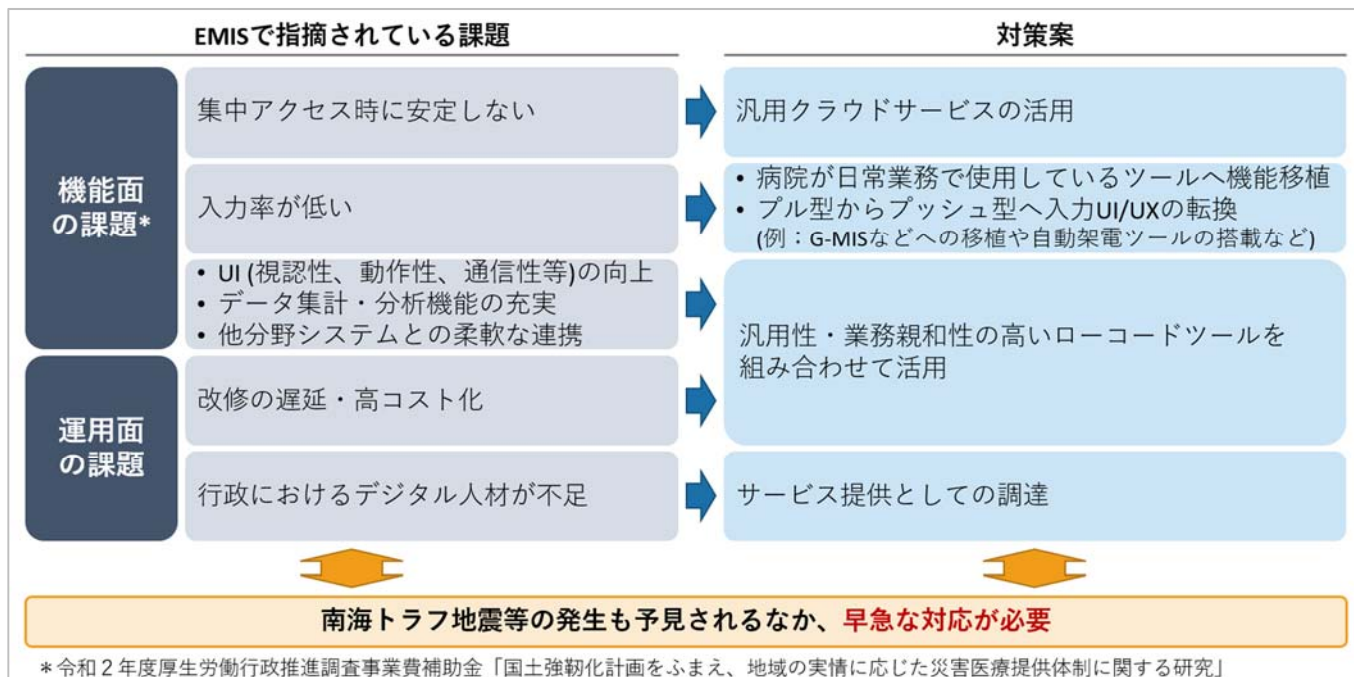 EMISで指摘されている課題
対策案
機能面
の課題*
集中アクセス時に安定しない
汎用クラウドサービスの活用
入力率が低い
• 病院が日常業務で使用しているツールへ機能移植
• プル型からプッシュ型へ入力UI/UXの転換
(例：G-MISなどへの移植や自動架電ツールの搭載など)
• UI (視認性、動作性、通信性等)の向上
• データ集計・分析機能の充実
• 他分野システムとの柔軟な連携
汎用性・業務親和性の高いローコードツールを
組み合わせて活用
運用面
の課題
改修の遅延・高コスト化
行政におけるデジタル人材が不足
サービス提供としての調達
南海トラフ地震等の発生も予見されるなか、早急な対応が必要
*令和２年度厚生労働行政推進調査事業費補助金「国土強靭化計画をふまえ、地域の実情に応じた災害医療提供体制に関する研究」